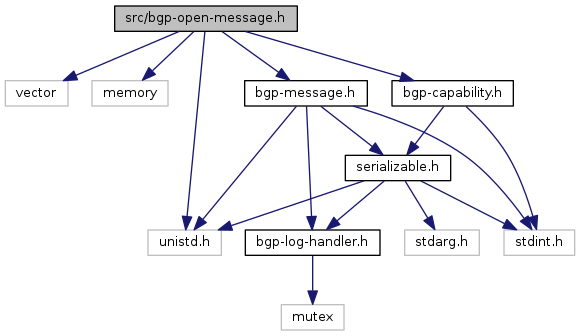 src/bgp-open-message.h
vector
memory
bgp-message.h
bgp-capability.h
serializable.h
unistd.h
bgp-log-handler.h
stdarg.h
stdint.h
mutex